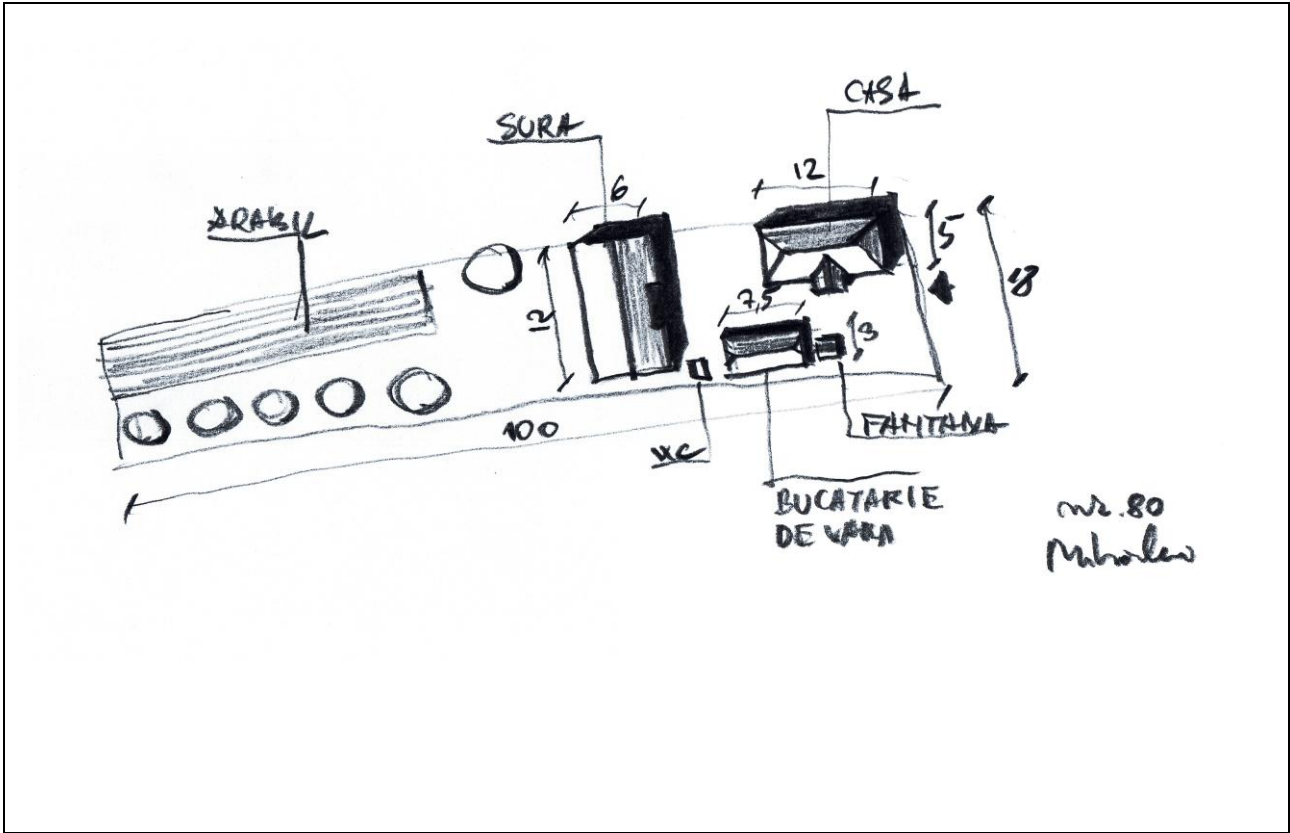 CASA
SURA
12
6
ARABIL
5
18
12
7,5
3
100
WC
FANTANA
BUCATARIE
DE VARA
nr. 80